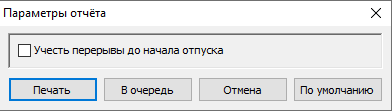 Параметры отчёта
Учесть перерывы до начала отпуска
Печать В очередь Отмена По умолчанию